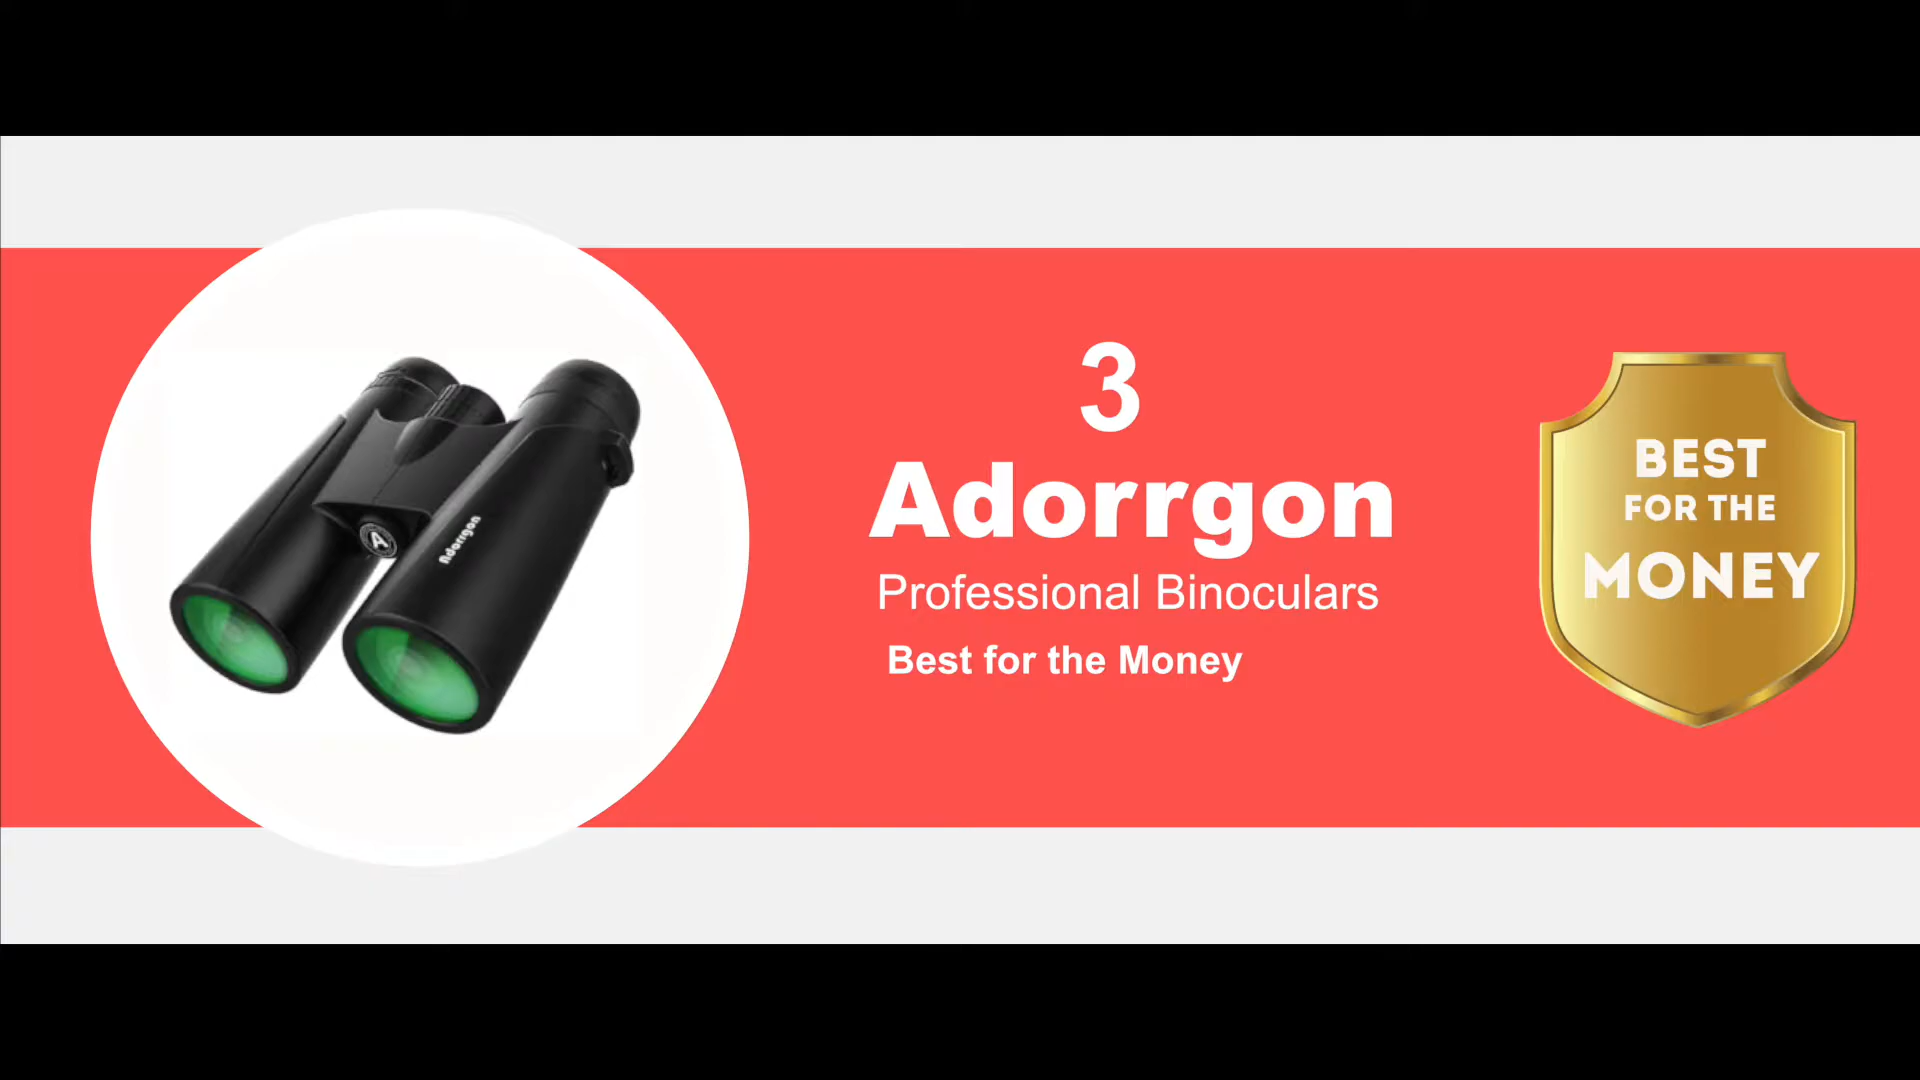 3
Adorrgon
Professional Binoculars
Best for the Money
BEST
FOR THE
MONEY
Adorrgon
A